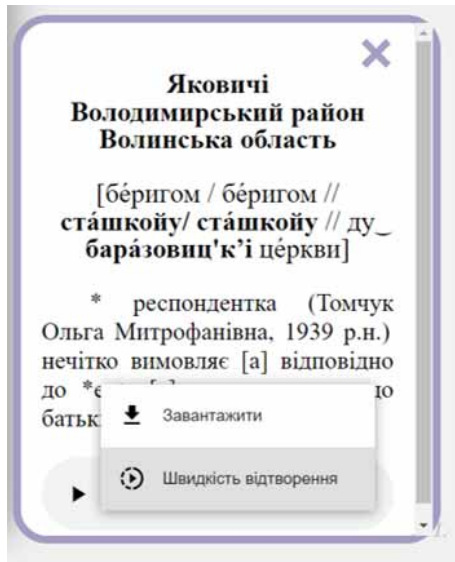 Яковичі
Володимирський район
Волинська область
[бе́ригом / бе́ригом //
ста́шкойу/ ста́шкойу // ду‿
бара́зовиц'к’і це́ркви]
* респондентка (Томчук
Ольга Митрофанівна, 1939 р.н.)
нечітко вимовляє [а] відповідно
до *е
батьк
Завантажити
Швидкість відтворення